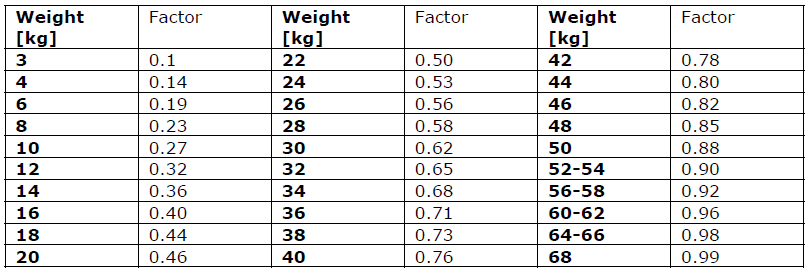 Weight [kg] Factor Weight [kg] Factor Weight [kg] Factor
3 0.1 22 0.50 42 0.78
4 0.14 24 0.53 44 0.80
6 0.19 26 0.56 46 0.82
8 0.23 28 0.58 48 0.85
10 0.27 30 0.62 50 0.88
12 0.32 32 0.65 52-54 0.90
14 0.36 34 0.68 56-58 0.92
16 0.40 36 0.71 60-62 0.96
18 0.44 38 0.73 64-66 0.98
20 0.46 40 0.76 68 0.99